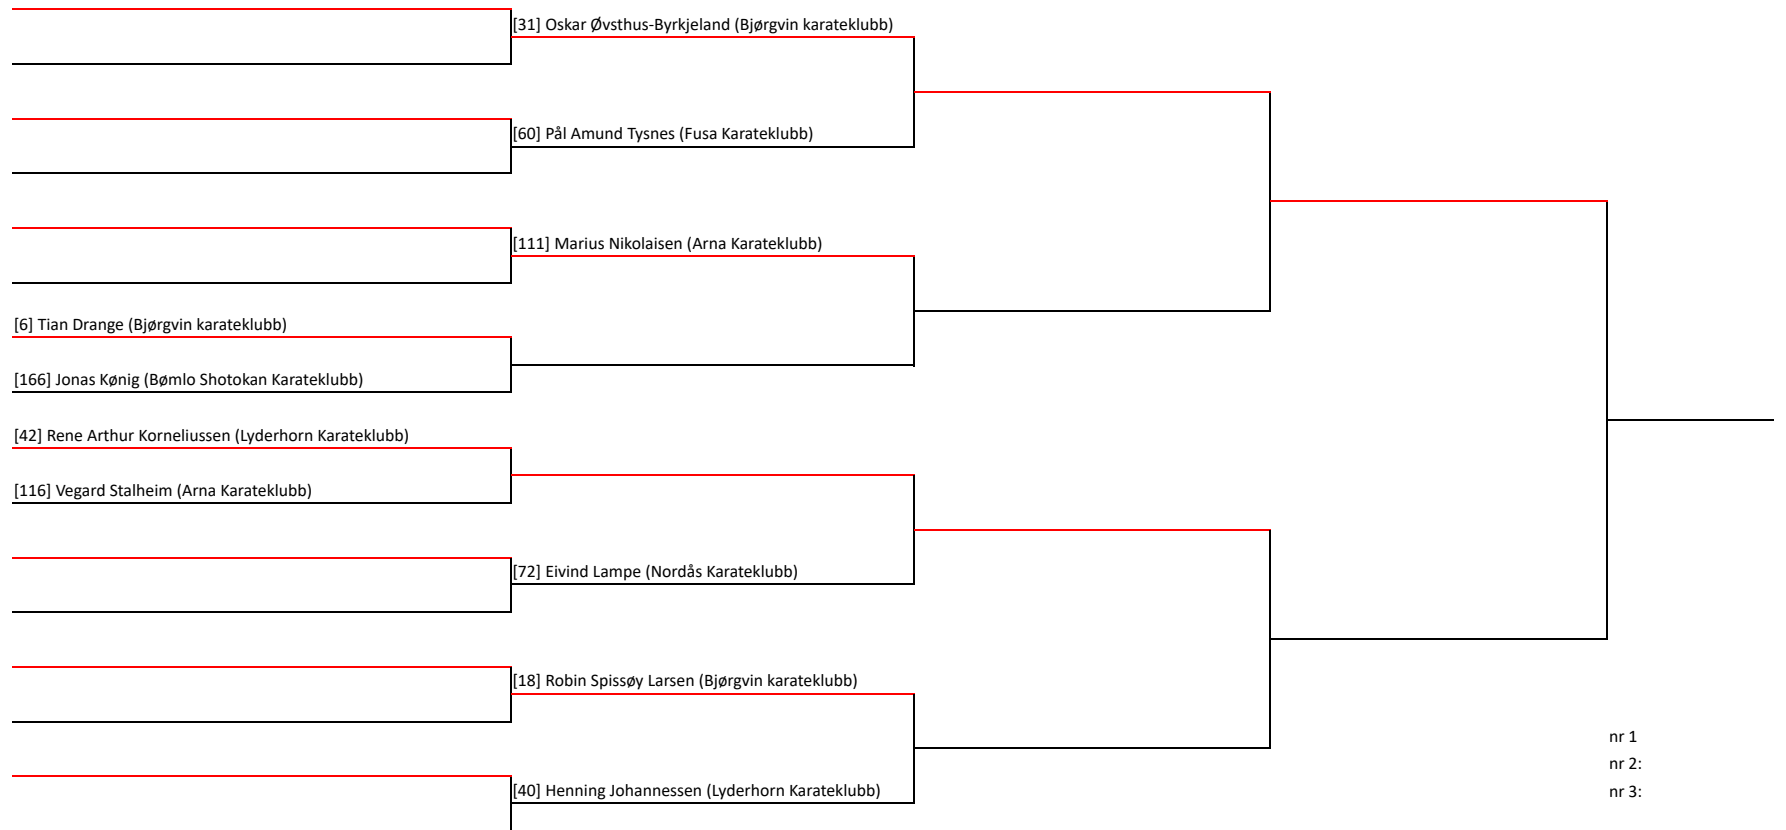 [31] Oskar Øvsthus-Byrkjeland (Bjørgvin karateklubb)
[60] Pål Amund Tysnes (Fusa Karateklubb)
[111] Marius Nikolaisen (Arna Karateklubb)
[6] Tian Drange (Bjørgvin karateklubb)
[166] Jonas Kønig (Bømlo Shotokan Karateklubb)
[42] Rene Arthur Korneliussen (Lyderhorn Karateklubb)
[116] Vegard Stalheim (Arna Karateklubb)
[72] Eivind Lampe (Nordås Karateklubb)
[18] Robin Spissøy Larsen (Bjørgvin karateklubb)
[40] Henning Johannessen (Lyderhorn Karateklubb)
nr 1
nr 2:
nr 3: